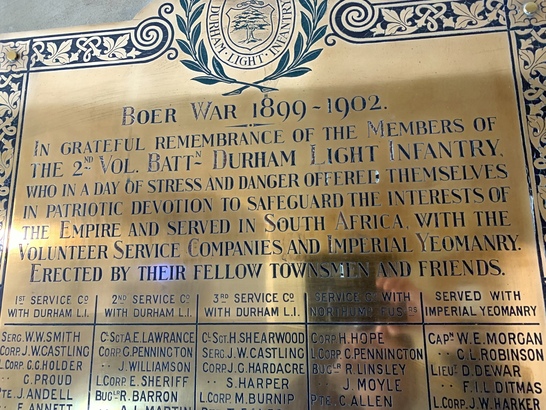 DURHAM · LIGHT · INFANTRY
BOER WAR 1899~1902.
IN GRATEFUL REMEMBRANCE OF THE MEMBERS OF
THE 2ND VOL. BATTN DURHAM LIGHT INFANTRY,
WHO IN A DAY OF STRESS AND DANGER OFFERED THEMSELVES
IN PATRIOTIC DEVOTION TO SAFEGUARD THE INTERESTS OF
THE EMPIRE AND SERVED IN SOUTH AFRICA, WITH THE
VOLUNTEER SERVICE COMPANIES AND IMPERIAL YEOMANRY.
ERECTED BY THEIR FELLOW TOWNSMEN AND FRIENDS.
1ST SERVICE CO
WITH DURHAM L.I.
SERG. W.W. SMITH
CORP. J.W. CASTLING
L. CORP. C.G. HOLDER
" G. PROUD
PTE. J. ANDELL
" F. ANNETT
2ND SERVICE CO
WITH DURHAM L.I.
C-SGT A.E. LAWRANCE
CORP. G. PENNINGTON
" J. WILLIAMSON
L. CORP. E. SHERIFF
BUGLR R. BARRON
A.J. MARTIN
3RD SERVICE CO
WITH DURHAM L.I.
C-SGT. H. SHEARWOOD
SERG. J.W. CASTLING
CORP. J.G. HARDACRE
" S. HARPER
L. CORP. M. BURNIP
SERVICE CO WITH
NORTHUMD FUSRS
CORP. H. HOPE
L. CORP. C. PENNINGTON
BUGLR R. LINSLEY
" J. MOYLE
PTE. C. ALLEN
SERVED WITH
IMPERIAL YEOMANRY
CAPN W.E. MORGAN
" C.L. ROBINSON
LIEUT D. DEWAR
" F.I.L. DITMAS
L. CORP. J.W. HARKER